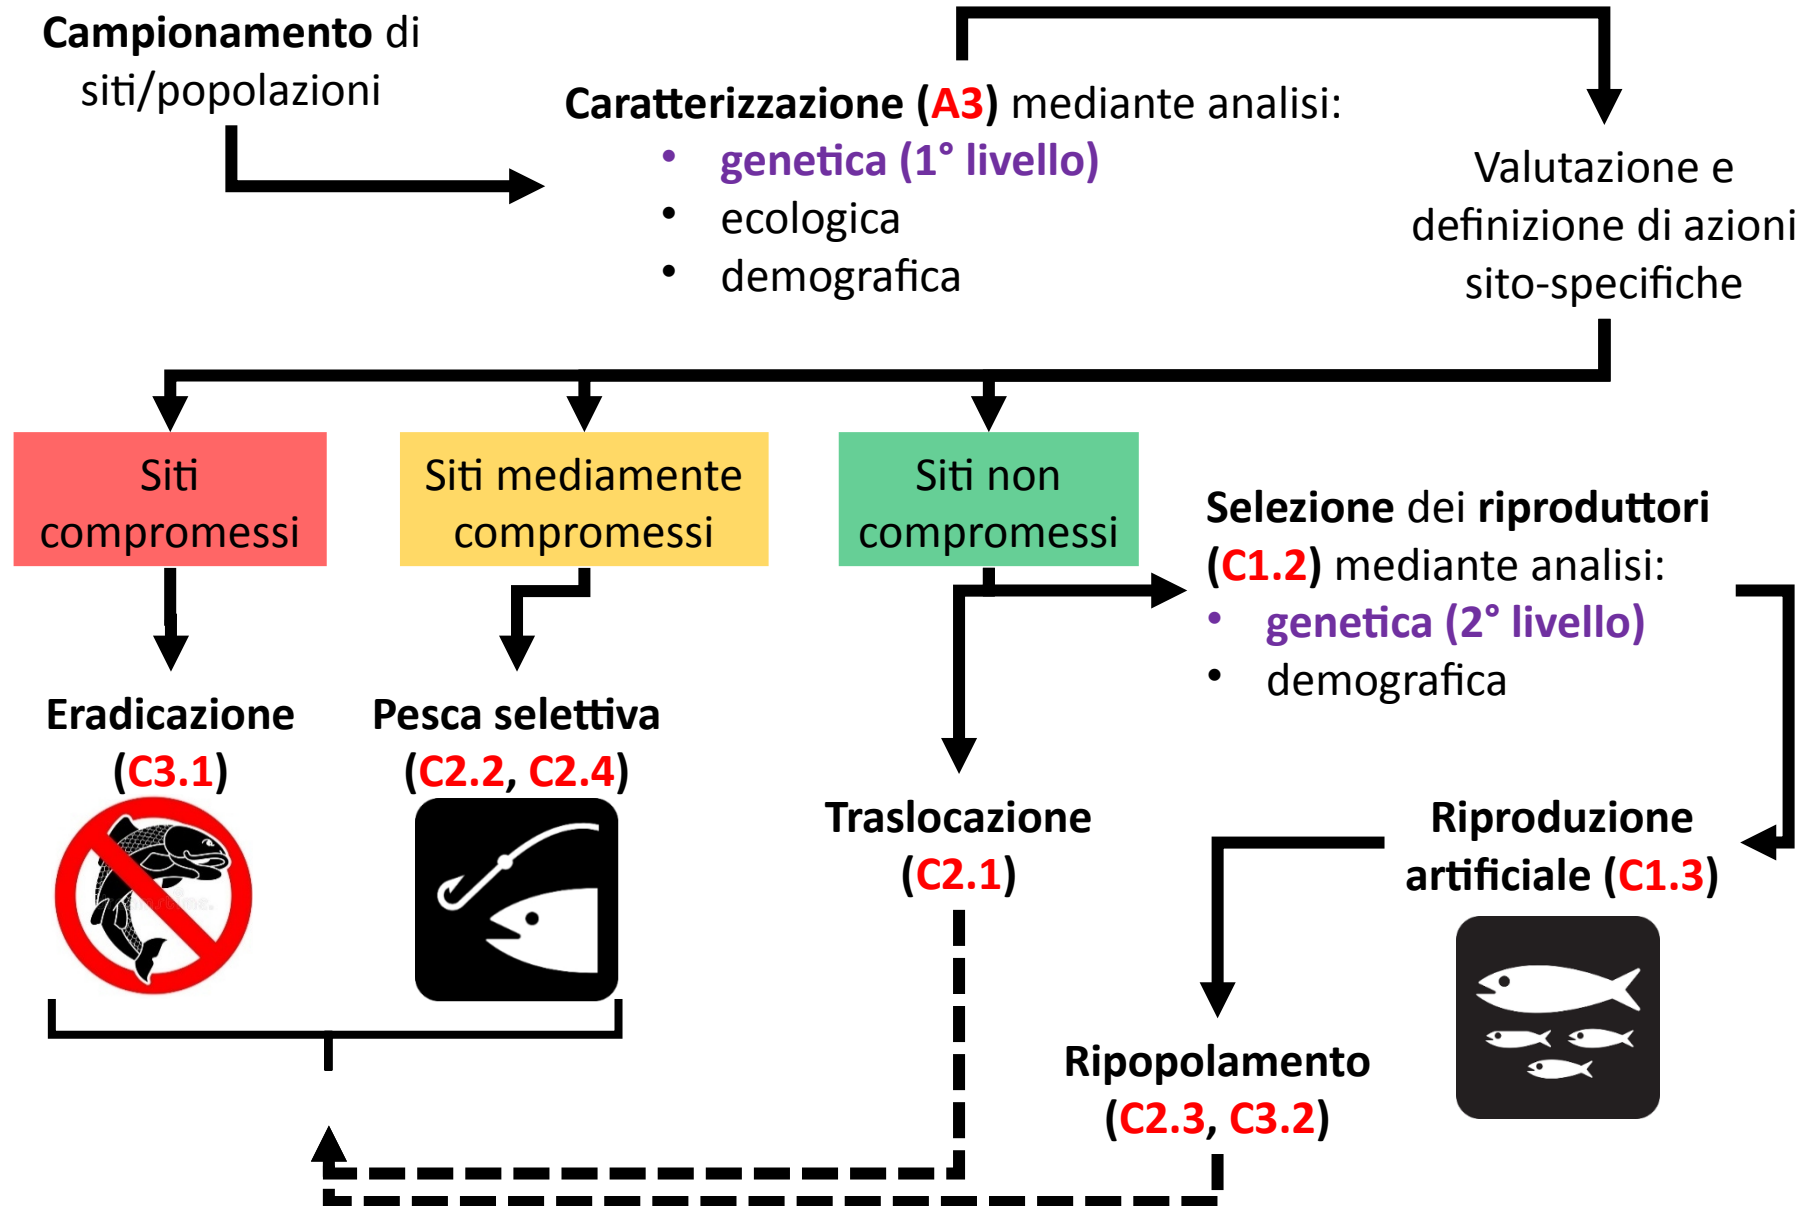 Campionamento di
siti/popolazioni
Caratterizzazione (A3) mediante analisi:
• genetica (1° livello)
• ecologica
• demografica
Valutazione e
definizione di azioni
sito-specifiche
Siti
compromessi
Siti mediamente
compromessi
Siti non
compromessi
Selezione dei riproduttori
(C1.2) mediante analisi:
• genetica (2° livello)
• demografica
Eradicazione
(C3.1)
Pesca selettiva
(C2.2, C2.4)
Traslocazione
(C2.1)
Riproduzione
artificiale (C1.3)
Ripopolamento
(C2.3, C3.2)